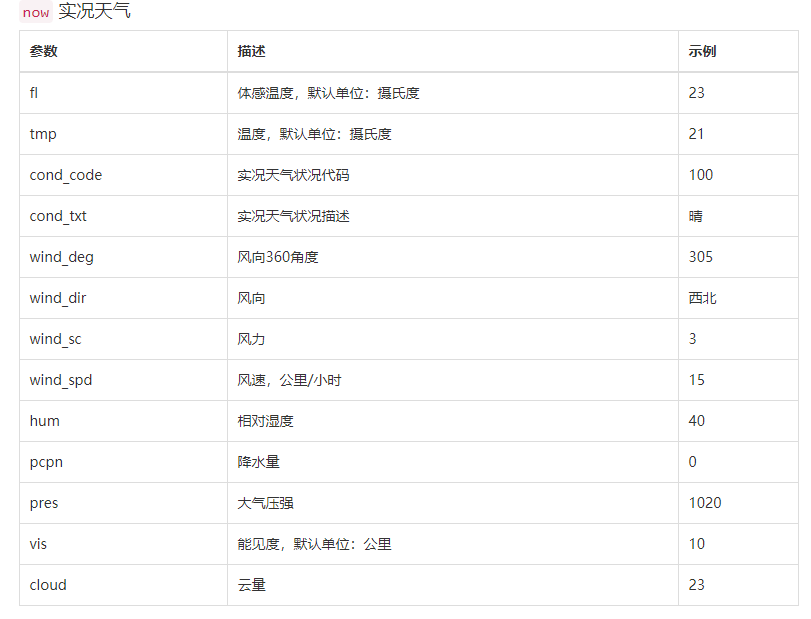 now 实况天气
参数 描述 示例
fl 体感温度，默认单位：摄氏度 23
tmp 温度，默认单位：摄氏度 21
cond_code 实况天气状况代码 100
cond_txt 实况天气状况描述 晴
wind_deg 风向360角度 305
wind_dir 风向 西北
wind_sc 风力 3
wind_spd 风速，公里/小时 15
hum 相对湿度 40
pcpn 降水量 0
pres 大气压强 1020
vis 能见度，默认单位：公里 10
cloud 云量 23